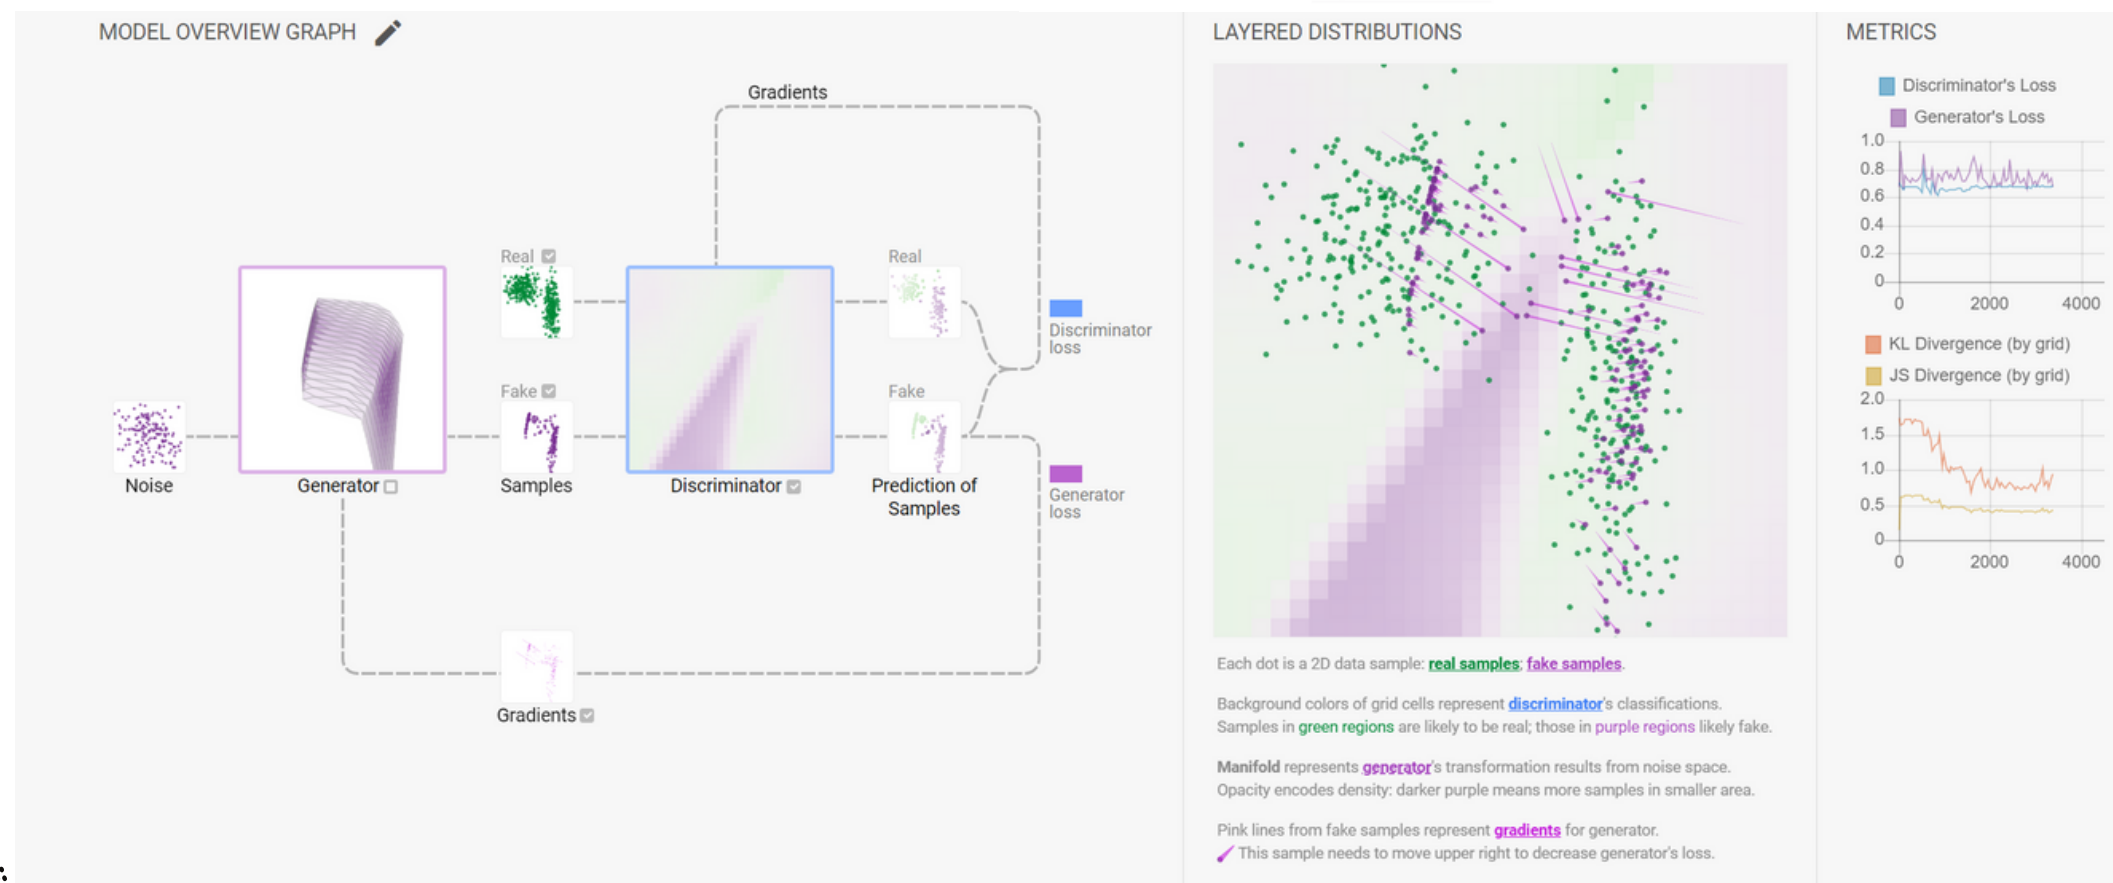 MODEL OVERVIEW GRAPH
Gradients
Real
Real
Discriminator
loss
Fake
Fake
Noise
Generator
Samples
Discriminator
Prediction of
Samples
Generator
loss
Gradients
LAYERED DISTRIBUTIONS
Each dot is a 2D data sample: real samples; fake samples.
Background colors of grid cells represent discriminator's classifications.
Samples in green regions are likely to be real; those in purple regions likely fake.
Manifold represents generator's transformation results from noise space.
Opacity encodes density: darker purple means more samples in smaller area.
Pink lines from fake samples represent gradients for generator.
This sample needs to move upper right to decrease generator's loss.
METRICS
Discriminator's Loss
Generator's Loss
1.0
0.8
0.6
0.4
0.2
0
0 2000 4000
KL Divergence (by grid)
JS Divergence (by grid)
2.0
1.5
1.0
0.5
0
0 2000 4000